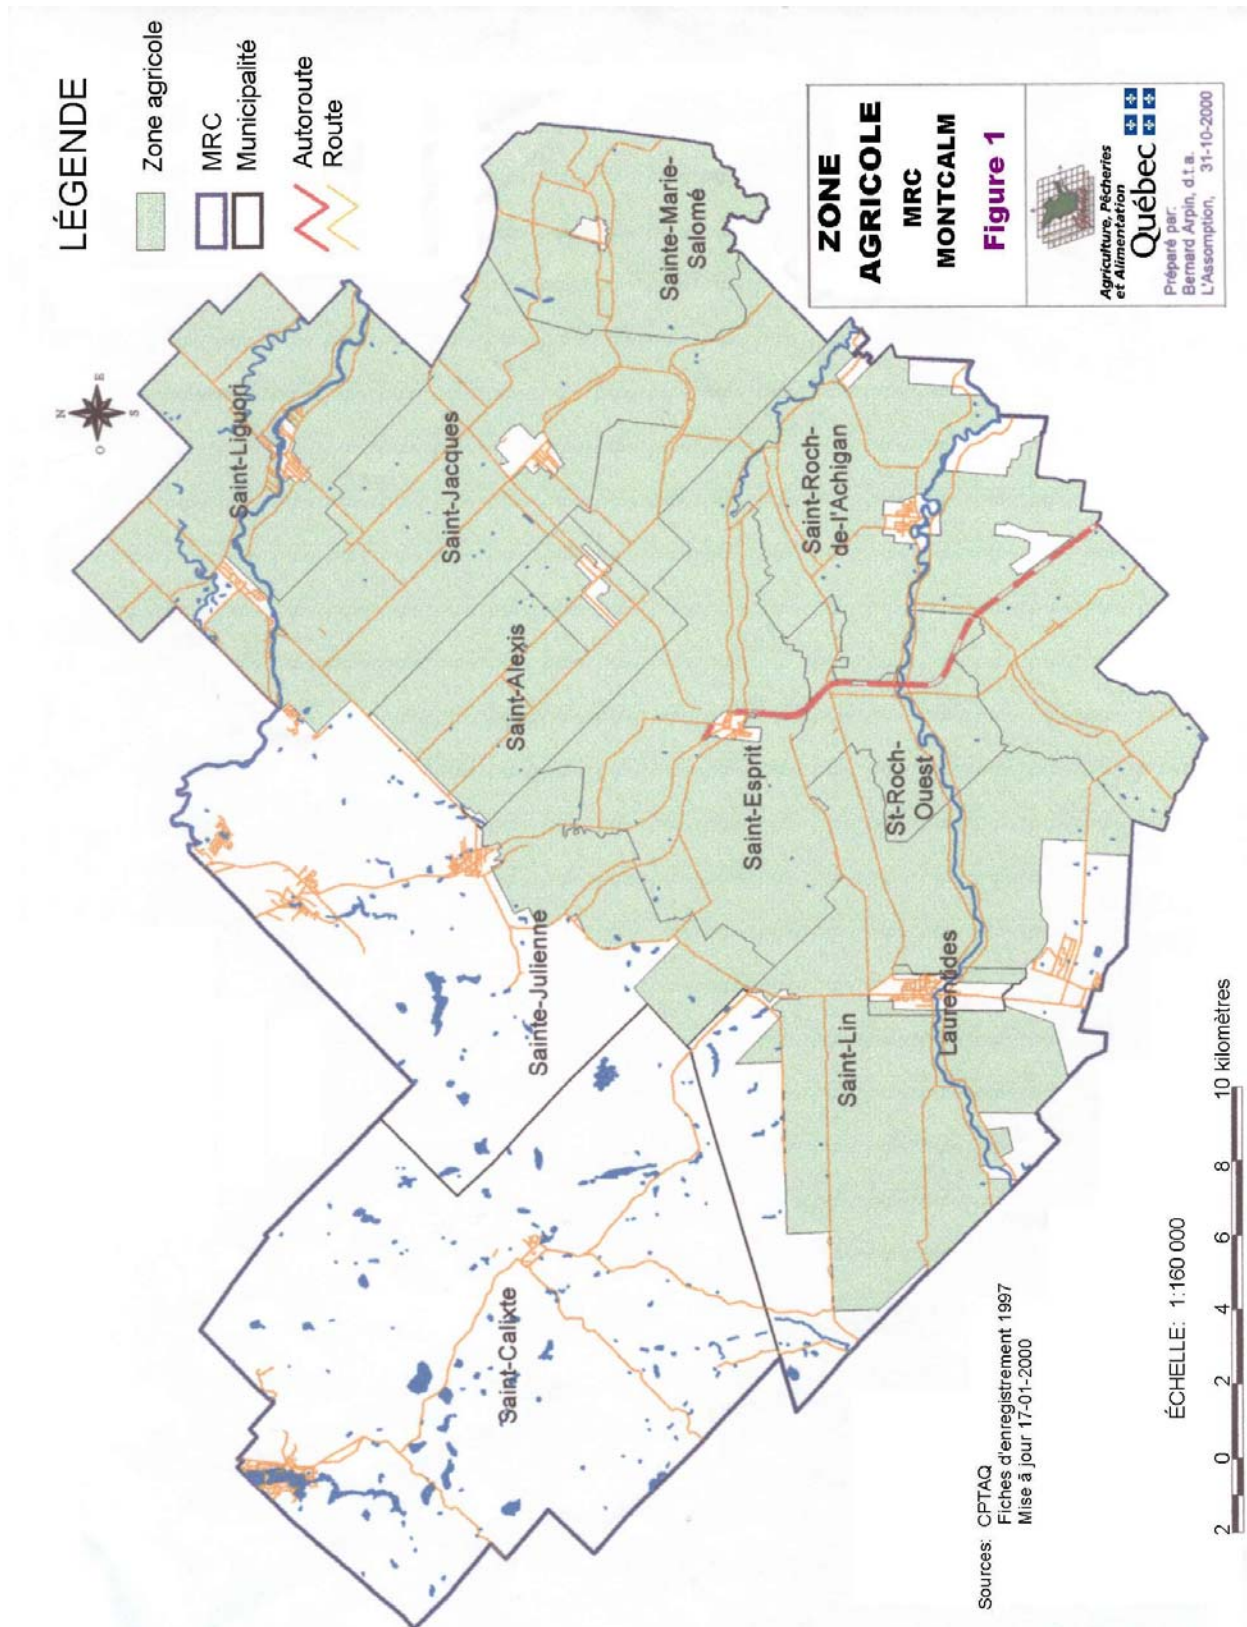 LÉGENDE
Zone agricole
MRC
Municipalité
Autoroute
Route
N
O
E
S
Saint-Liguori
Saint-Jacques
Sainte-Marie-
Salomé
Saint-Alexis
Saint-Roch-
de-l'Achigan
Saint-Esprit
St-Roch-
Ouest
Sainte-Julienne
Laurentides
Saint-Lin
Saint-Calixte
ZONE
AGRICOLE
MRC
MONTCALM
Figure 1
Agriculture, Pêcheries
et Alimentation
Québec
Préparé par:
Bernard Arpin, d.t.a.
L'Assomption, 31-10-2000
Sources: CPTAQ
Fiches d'enregistrement 1997
Mise à jour 17-01-2000
ÉCHELLE: 1:160 000
2 0 2 4 6 8 10 kilomètres